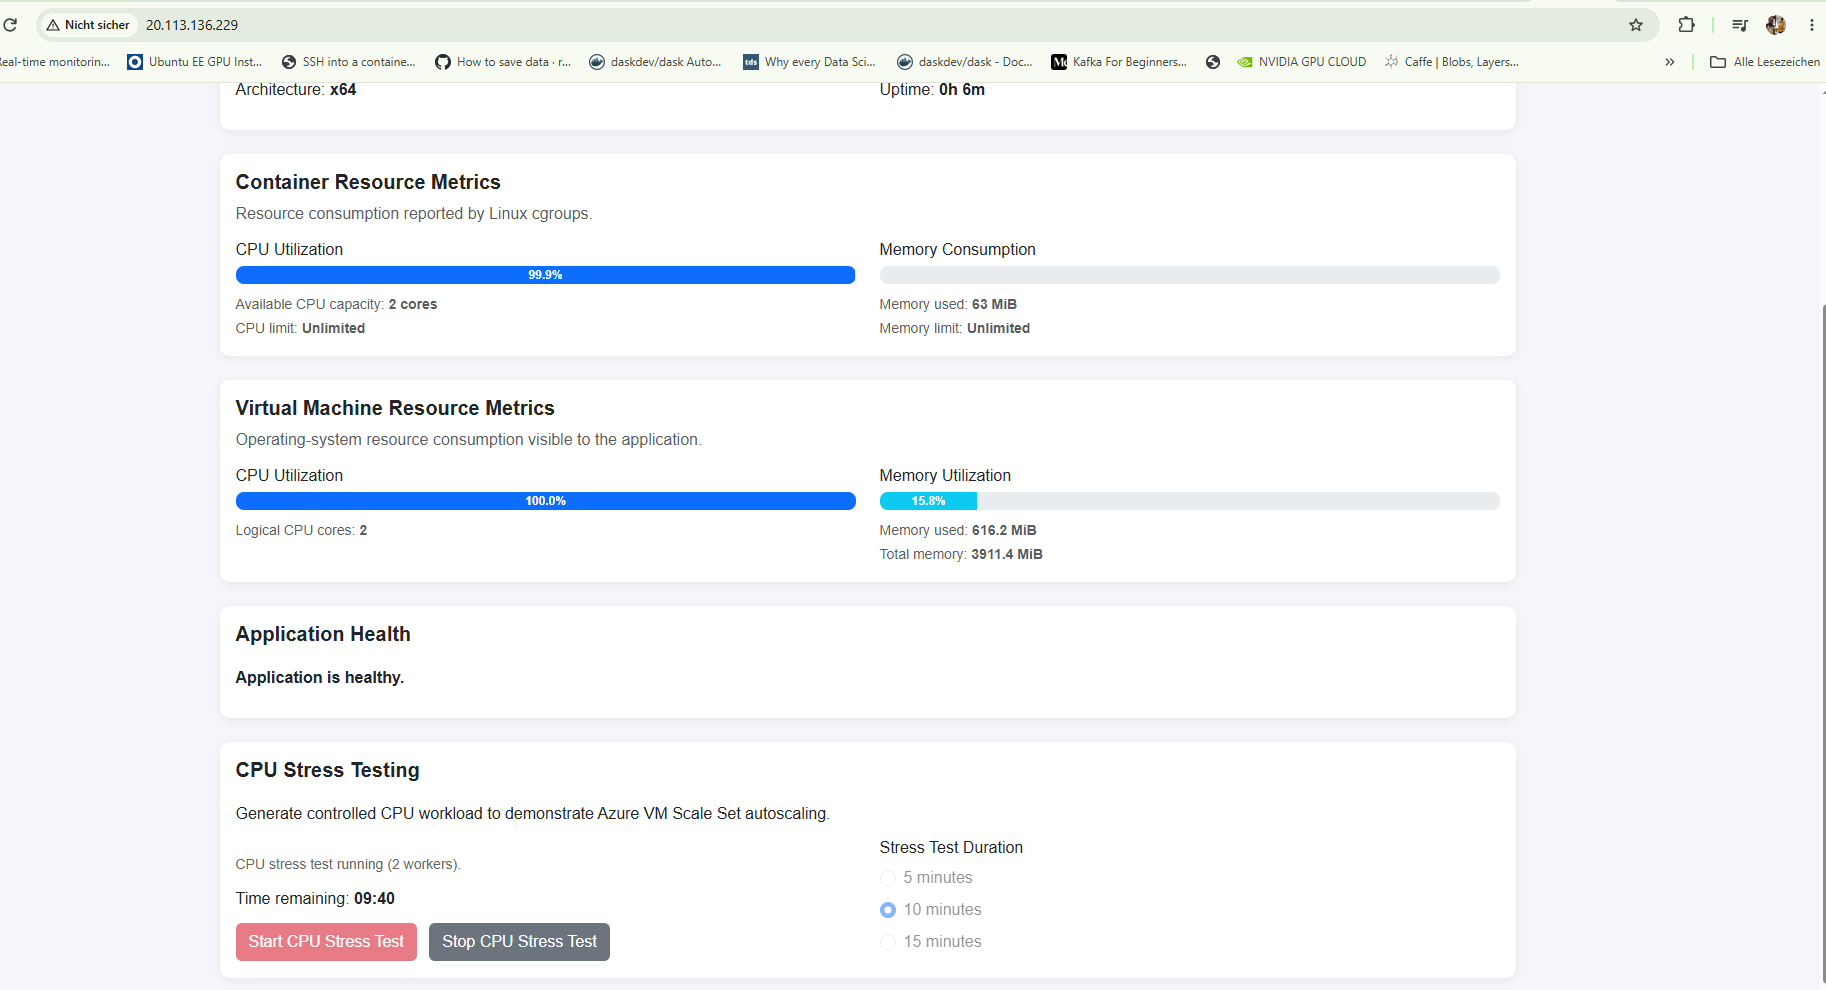 Nicht sicher 20.113.136.229
Real-time monitorin... Ubuntu EE GPU Inst... SSH into a containe... How to save data · r... daskdev/dask Auto... tds Why every Data Sci... daskdev/dask - Doc... Kafka For Beginners... NVIDIA GPU CLOUD Caffe | Blobs, Layers... » Alle Lesezeichen
Architecture: x64
Uptime: 0h 6m
Container Resource Metrics
Resource consumption reported by Linux cgroups.
CPU Utilization
99.9%
Available CPU capacity: 2 cores
CPU limit: Unlimited
Memory Consumption
Memory used: 63 MiB
Memory limit: Unlimited
Virtual Machine Resource Metrics
Operating-system resource consumption visible to the application.
CPU Utilization
100.0%
Logical CPU cores: 2
Memory Utilization
15.8%
Memory used: 616.2 MiB
Total memory: 3911.4 MiB
Application Health
Application is healthy.
CPU Stress Testing
Generate controlled CPU workload to demonstrate Azure VM Scale Set autoscaling.
CPU stress test running (2 workers).
Time remaining: 09:40
Start CPU Stress Test
Stop CPU Stress Test
Stress Test Duration
5 minutes
10 minutes
15 minutes